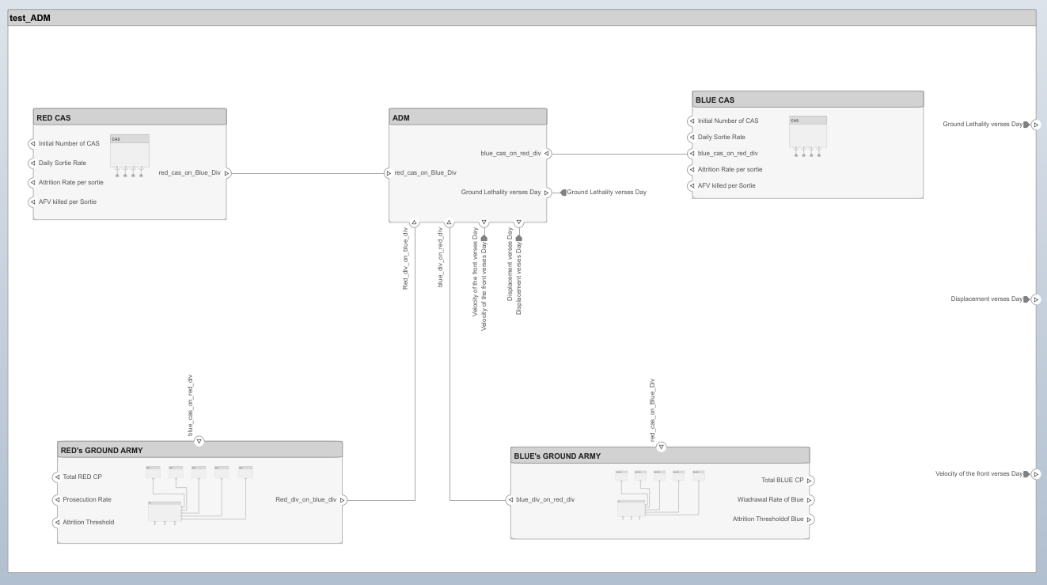 test_ADM
RED CAS
CAS
Initial Number of CAS
Daily Sortie Rate
Attrition Rate per sortie
AFV killed per Sortie
red_cas_on_Blue_Div
ADM
blue_cas_on_red_div
red_cas_on_Blue_Div
Ground Lethality verses Day
Ground Lethality verses Day
Red_div_on_blue_div
blue_div_on_red_div
Velocity of the front verses Day
Velocity of the front verses Day
Displacement verses Day
Displacement verses Day
BLUE CAS
CAS
Initial Number of CAS
Daily Sortie Rate
blue_cas_on_red_div
Attrition Rate per sortie
AFV killed per Sortie
Ground Lethality verses Day
Displacement verses Day
Velocity of the front verses Day
blue_cas_on_red_div
RED's GROUND ARMY
Total RED CP
Prosecution Rate
Attrition Threshold
Red_div_on_blue_div
red_cas_on_Blue_Div
BLUE's GROUND ARMY
blue_div_on_red_div
Total BLUE CP
Wiadrawal Rate of Blue
Attrition Thresholdof Blue